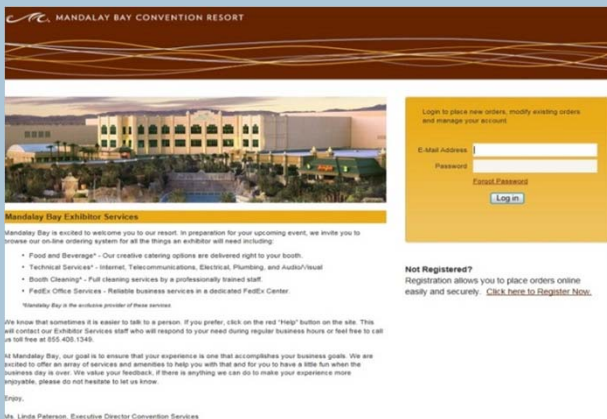 MANDALAY BAY CONVENTION RESORT
Login to place new orders, modify existing orders
and manage your account.
E-Mail Address
Password
Forgot Password
Log in
Mandalay Bay Exhibitor Services
Mandalay Bay is excited to welcome you to our resort. In preparation for your upcoming event, we invite you to
browse our on-line ordering system for all the things an exhibitor will need including:
• Food and Beverage* - Our creative catering options are delivered right to your booth.
• Technical Services* - Internet, Telecommunications, Electrical, Plumbing, and Audio/Visual
• Booth Cleaning* - Full cleaning services by a professionally trained staff.
• FedEx Office Services - Reliable business services in a dedicated FedEx Center.
*Mandalay Bay is the exclusive provider of these services.
Not Registered?
Registration allows you to place orders online
easily and securely. Click here to Register Now.
We know that sometimes it is easier to talk to a person. If you prefer, click on the red "Help" button on the site. This
will contact our Exhibitor Services staff who will respond to your need during regular business hours or feel free to call
us toll free at 855.408.1349.
At Mandalay Bay, our goal is to ensure that your experience is one that accomplishes your business goals. We are
excited to offer an array of services and amenities to help you with that and for you to have a little fun when the
business day is over. We value your feedback, if there is anything we can do to make your experience more
enjoyable, please do not hesitate to let us know.
Enjoy,
Ms. Linda Paterson, Executive Director Convention Services